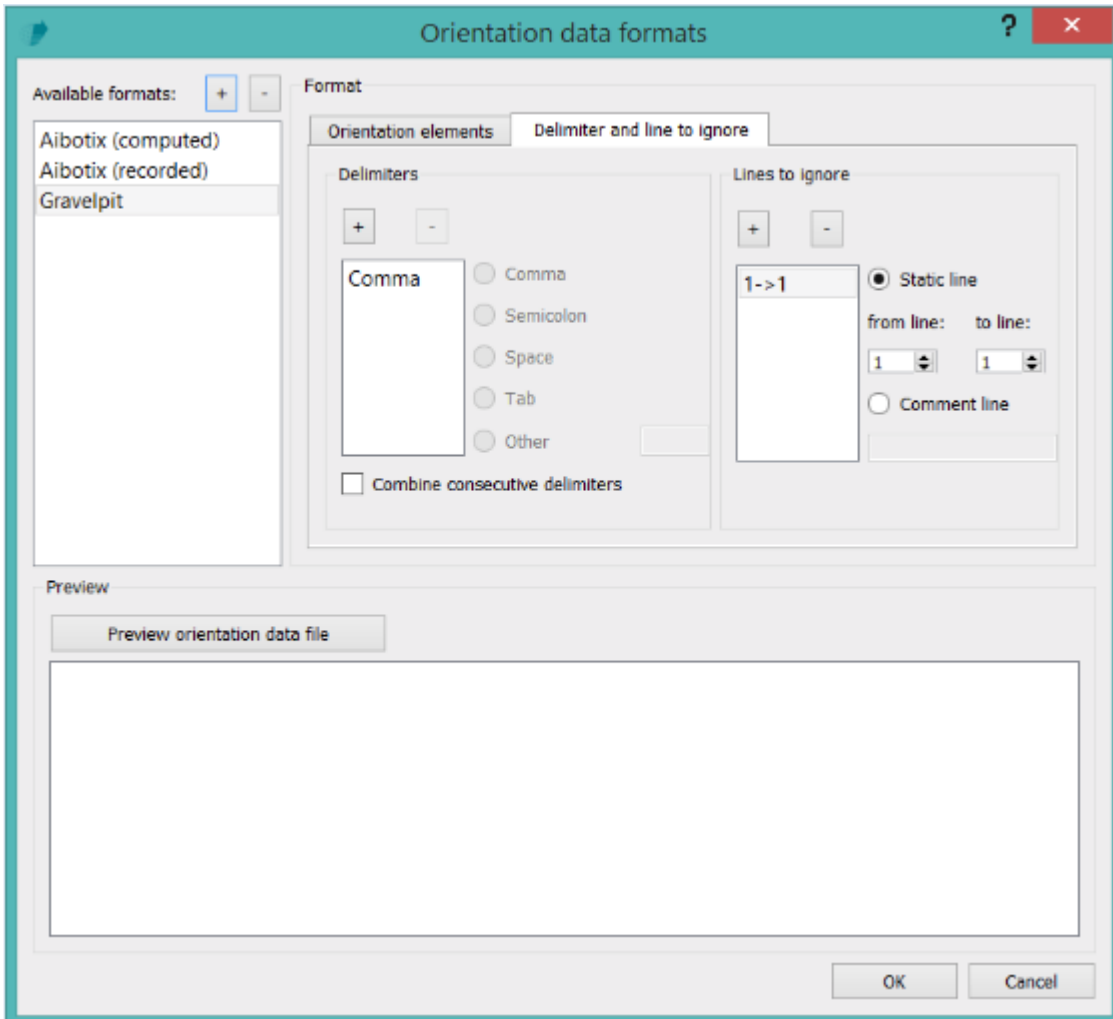 Orientation data formats ?
Available formats: + -
Aibotix (computed)
Aibotix (recorded)
Gravelpit
Format
Orientation elements
Delimiter and line to ignore
Delimiters
+ -
Comma
Comma
Semicolon
Space
Tab
Other
Combine consecutive delimiters
Lines to ignore
+ -
1->1
Static line
from line: to line:
1 1
Comment line
Preview
Preview orientation data file
OK Cancel